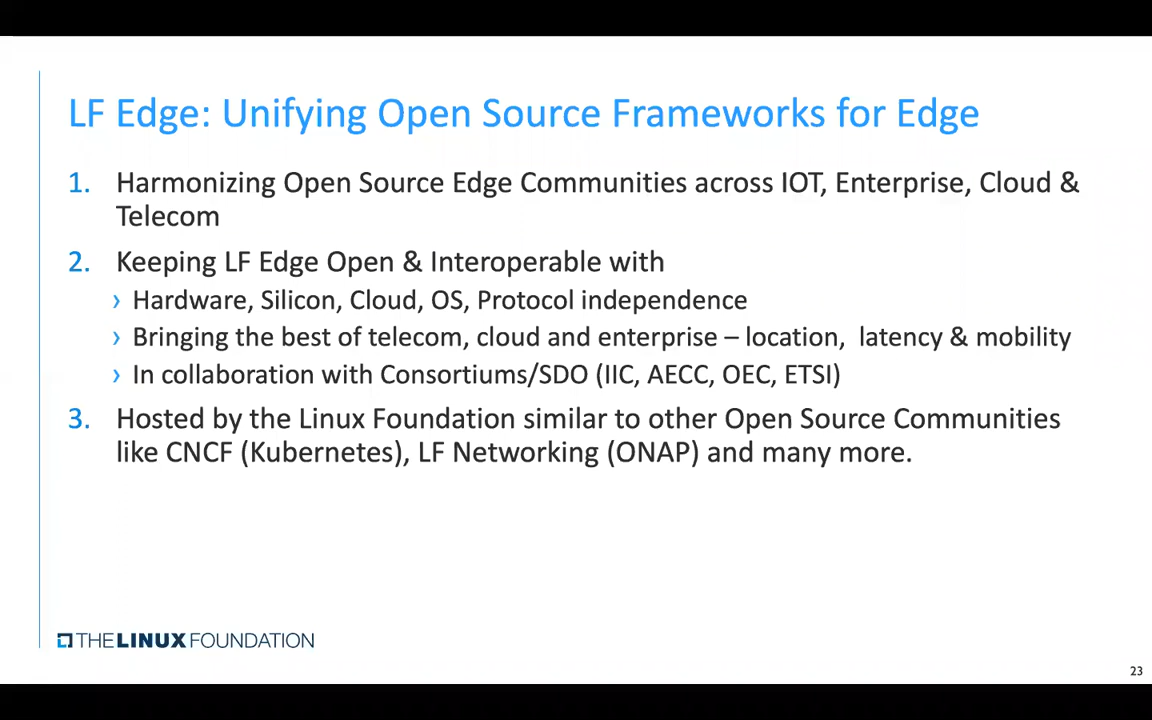 LF Edge: Unifying Open Source Frameworks for Edge
1. Harmonizing Open Source Edge Communities across IOT, Enterprise, Cloud &
Telecom
2. Keeping LF Edge Open & Interoperable with
› Hardware, Silicon, Cloud, OS, Protocol independence
› Bringing the best of telecom, cloud and enterprise – location, latency & mobility
› In collaboration with Consortiums/SDO (IIC, AECC, OEC, ETSI)
3. Hosted by the Linux Foundation similar to other Open Source Communities
like CNCF (Kubernetes), LF Networking (ONAP) and many more.
THE LINUX FOUNDATION
23